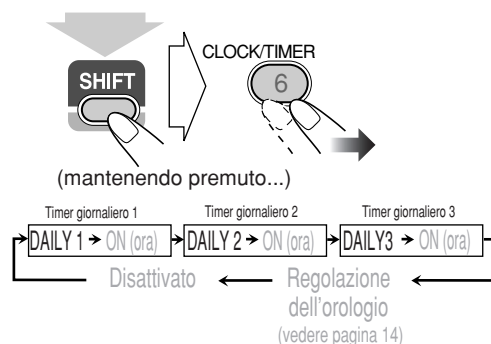 CLOCK/TIMER
SHIFT
6
(mantenendo premuto...)
Timer giornaliero 1 Timer giornaliero 2 Timer giornaliero 3
DAILY 1 → ON (ora) DAILY 2 → ON (ora) DAILY3 → ON (ora)
Disattivato Regolazione
dell'orologio
(vedere pagina 14)